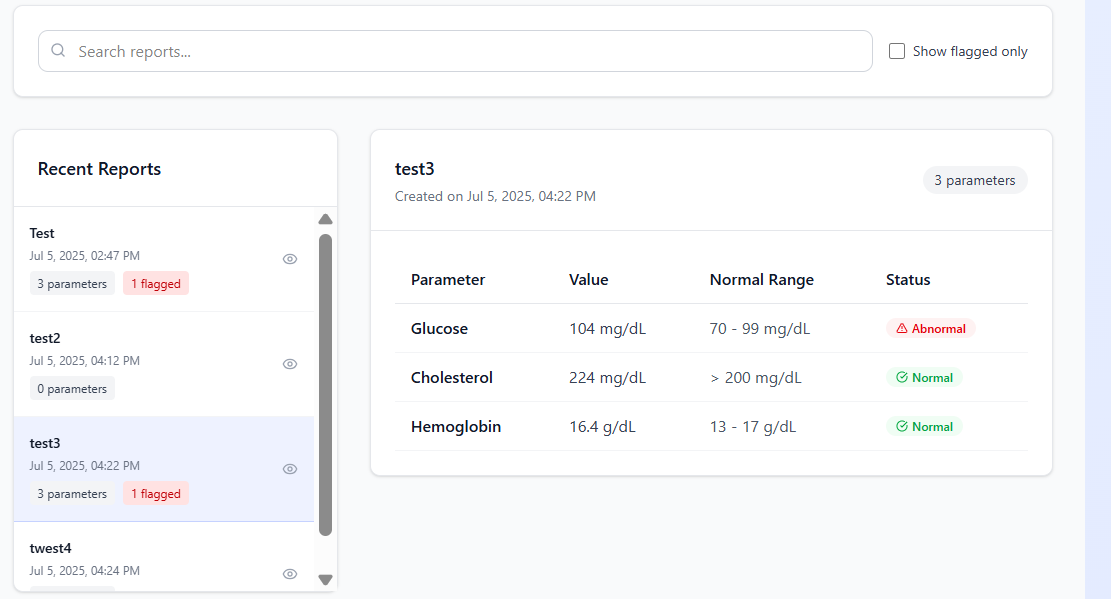 Search reports...
Show flagged only
Recent Reports
Test
Jul 5, 2025, 02:47 PM
3 parameters 1 flagged
test2
Jul 5, 2025, 04:12 PM
0 parameters
test3
Jul 5, 2025, 04:22 PM
3 parameters 1 flagged
twest4
Jul 5, 2025, 04:24 PM
test3
Created on Jul 5, 2025, 04:22 PM
3 parameters
Parameter Value Normal Range Status
Glucose 104 mg/dL 70 - 99 mg/dL Abnormal
Cholesterol 224 mg/dL > 200 mg/dL Normal
Hemoglobin 16.4 g/dL 13 - 17 g/dL Normal